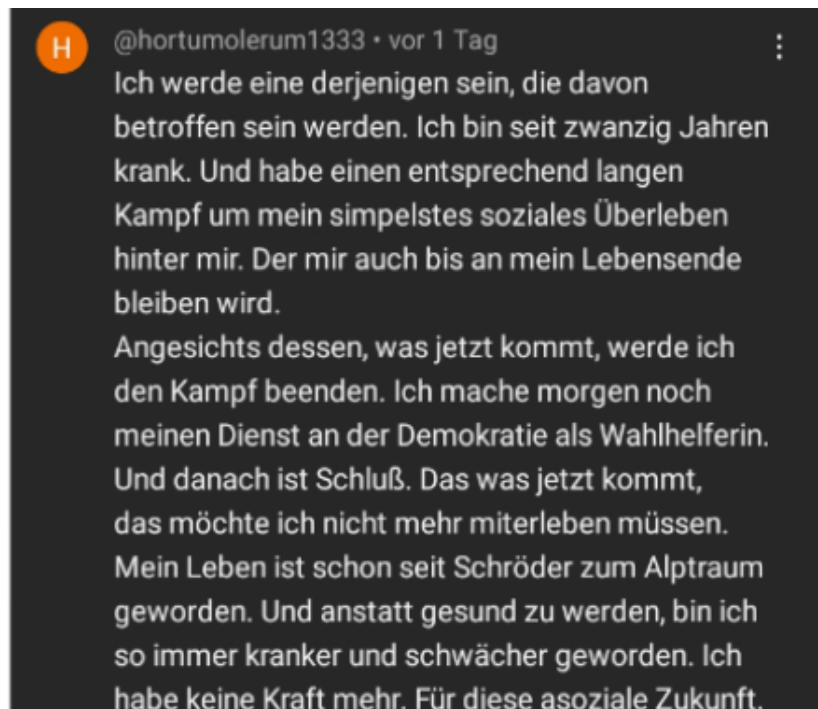 H
@hortumolerum1333 • vor 1 Tag
Ich werde eine derjenigen sein, die davon
betroffen sein werden. Ich bin seit zwanzig Jahren
krank. Und habe einen entsprechend langen
Kampf um mein simpelstes soziales Überleben
hinter mir. Der mir auch bis an mein Lebensende
bleiben wird.
Angesichts dessen, was jetzt kommt, werde ich
den Kampf beenden. Ich mache morgen noch
meinen Dienst an der Demokratie als Wahlhelferin.
Und danach ist Schluß. Das was jetzt kommt,
das möchte ich nicht mehr miterleben müssen.
Mein Leben ist schon seit Schröder zum Alptraum
geworden. Und anstatt gesund zu werden, bin ich
so immer kranker und schwächer geworden. Ich
habe keine Kraft mehr. Für diese asoziale Zukunft.